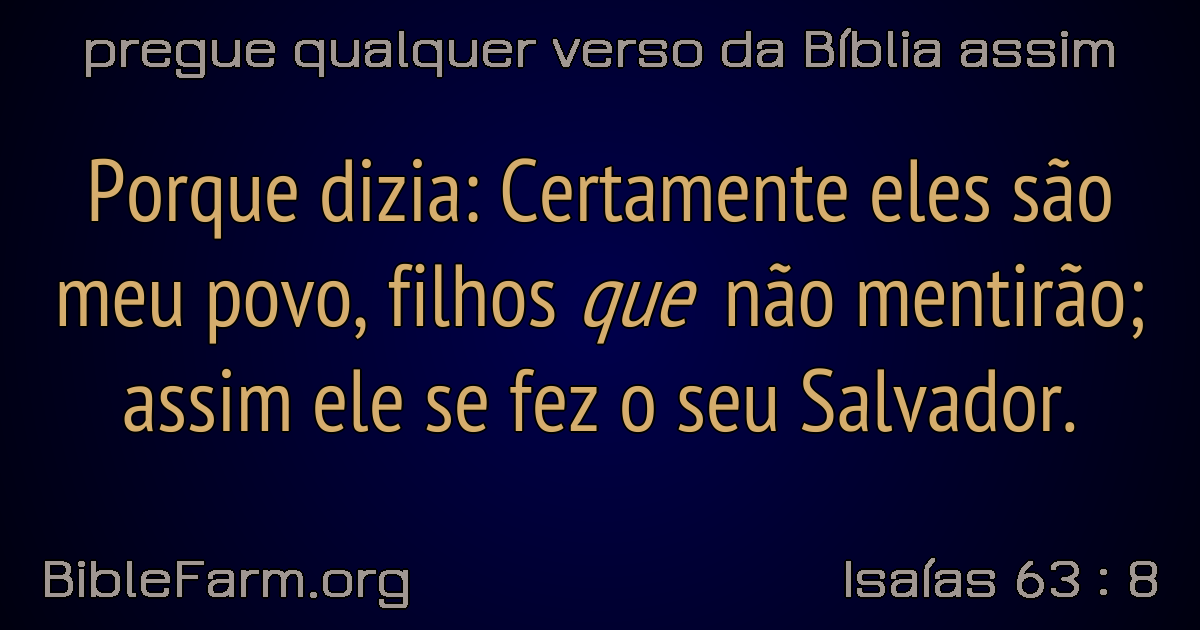 pregue qualquer verso da Bíblia assim
Porque dizia: Certamente eles são
meu povo, filhos que não mentirão;
assim ele se fez o seu Salvador.
BibleFarm.org
Isaías 63 : 8